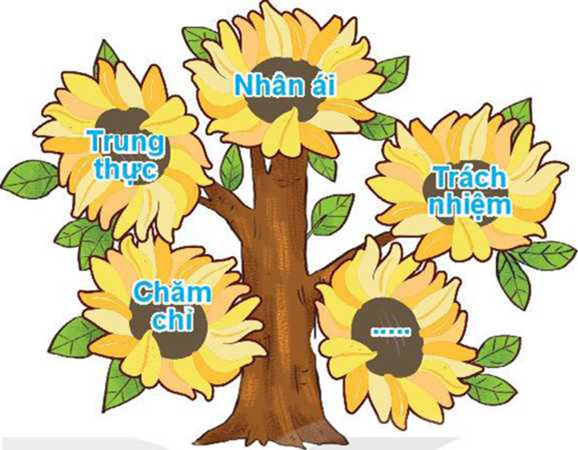 Nhân ái
Trung
thực
Trách
nhiệm
Chăm
chỉ
.....